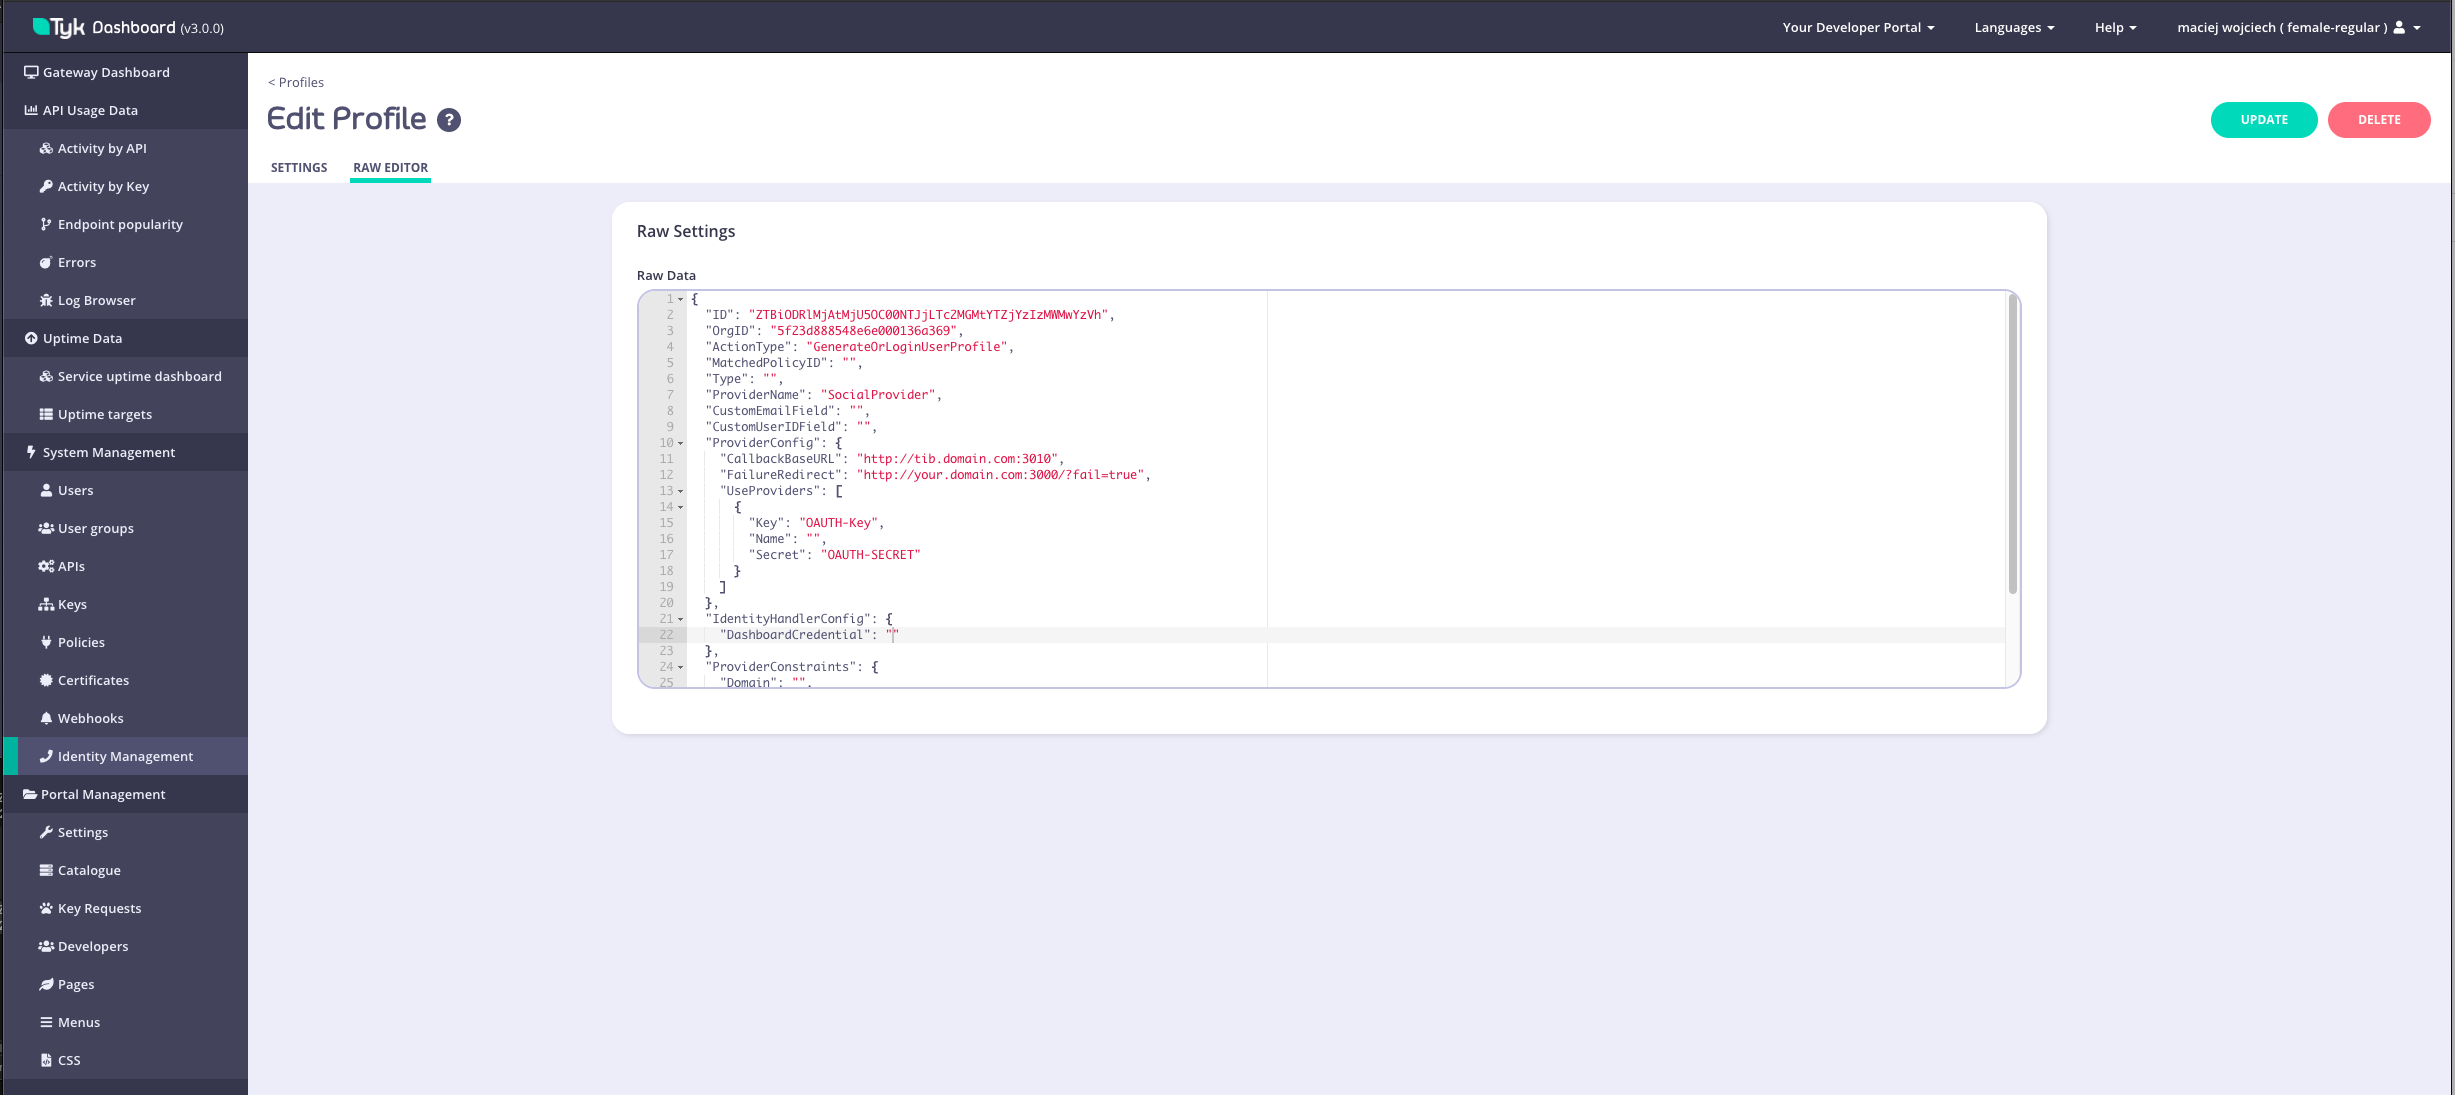 Tyk Dashboard (v3.0.0)
Your Developer Portal
Languages
Help
maciej wojciech ( female-regular )
Gateway Dashboard
API Usage Data
Activity by API
Activity by Key
Endpoint popularity
Errors
Log Browser
Uptime Data
Service uptime dashboard
Uptime targets
System Management
Users
User groups
APIs
Keys
Policies
Certificates
Webhooks
Identity Management
Portal Management
Settings
Catalogue
Key Requests
Developers
Pages
Menus
CSS
< Profiles
Edit Profile ?
UPDATE
DELETE
SETTINGS
RAW EDITOR
Raw Settings
Raw Data
1 {
2 "ID": "ZTBiODRlMjAtMjU5OC00NTJjLTc2MGMtYTZjYzIzMWMwYzVh",
3 "OrgID": "5f23d888548e6e000136a369",
4 "ActionType": "GenerateOrLoginUserProfile",
5 "MatchedPolicyID": "",
6 "Type": "",
7 "ProviderName": "SocialProvider",
8 "CustomEmailField": "",
9 "CustomUserIDField": "",
10 "ProviderConfig": {
11 "CallbackBaseURL": "http://tib.domain.com:3010",
12 "FailureRedirect": "http://your.domain.com:3000/?fail=true",
13 "UseProviders": [
14 {
15 "Key": "OAUTH-Key",
16 "Name": "",
17 "Secret": "OAUTH-SECRET"
18 }
19 ]
20 },
21 "IdentityHandlerConfig": {
22 "DashboardCredential": ""
23 },
24 "ProviderConstraints": {
25 "Domain": "",